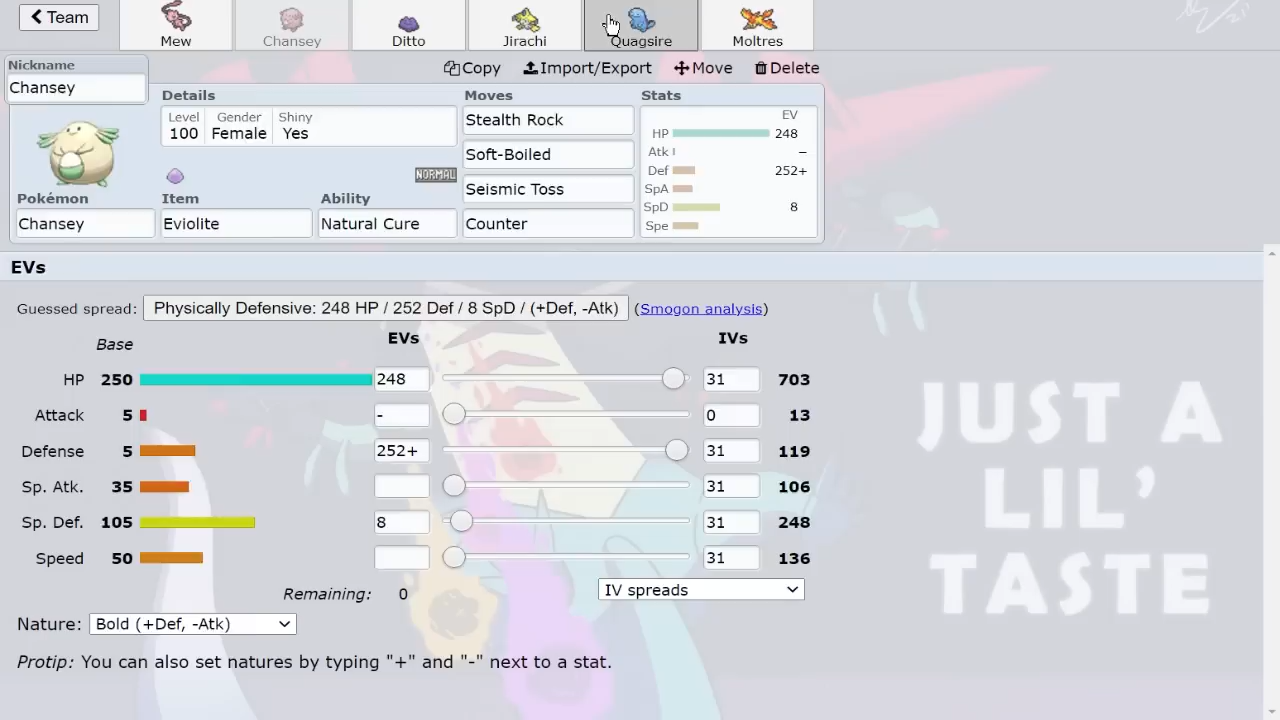 Team
Mew
Chansey
Ditto
Jirachi
Quagsire
Moltres
Copy
Import/Export
Move
Delete
Nickname
Chansey
Details
Level
100
Gender
Female
Shiny
Yes
NORMAL
Pokémon
Chansey
Item
Eviolite
Ability
Natural Cure
Moves
Stealth Rock
Soft-Boiled
Seismic Toss
Counter
Stats
EV
HP 248
Atk –
Def 252+
SpA
SpD 8
Spe
EVs
Guessed spread: Physically Defensive: 248 HP / 252 Def / 8 SpD / (+Def, -Atk) (Smogon analysis)
Base EVs IVs
HP 250 248 31 703
Attack 5 - 0 13
Defense 5 252+ 31 119
Sp. Atk. 35 31 106
Sp. Def. 105 8 31 248
Speed 50 31 136
Remaining: 0
IV spreads
Nature: Bold (+Def, -Atk)
Protip: You can also set natures by typing "+" and "-" next to a stat.
JUST A
LIL'
TASTE